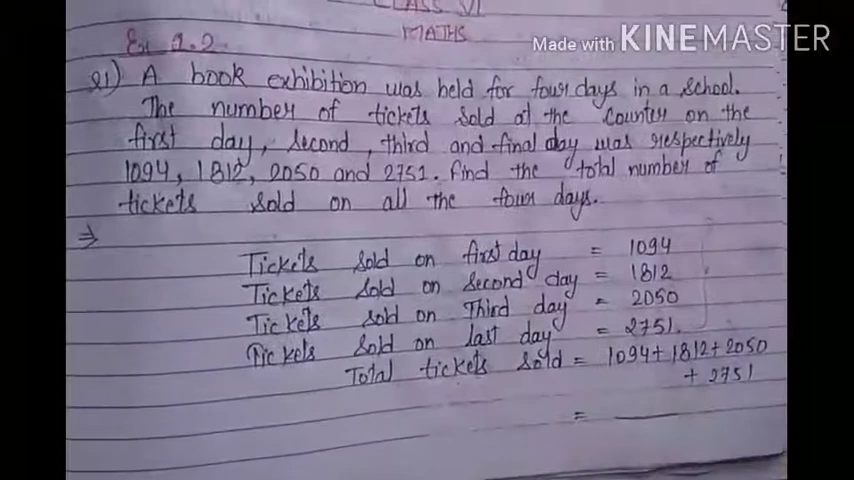 CLASS VI
MATHS
Made with KINEMASTER
Ex 1.2
Q1) A book exhibition was held for four days in a school.
The number of tickets sold at the counter on the
first day, second, third and final day was respectively
1094, 1812, 2050 and 2751. Find the total number of
tickets sold on all the four days.
⇒
Tickets sold on first day = 1094
Tickets sold on second day = 1812
Tickets sold on Third day = 2050
Tickets sold on last day = 2751.
Total tickets sold = 1094+1812+2050
+ 2751
= ______